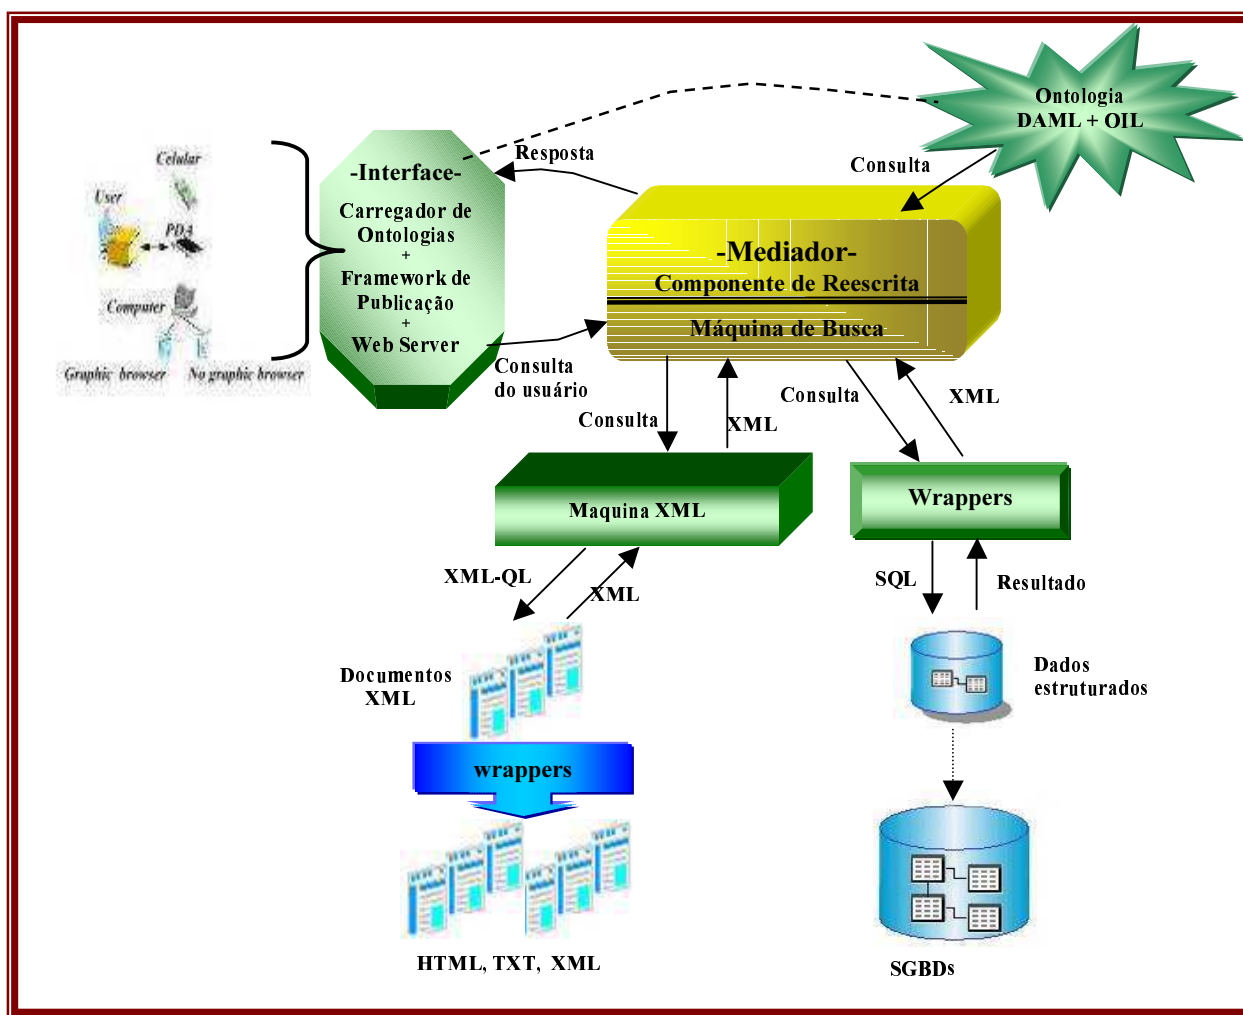 Ontologia
DAML + OIL
Celular
User
PDA
Computer
Graphic browser
No graphic browser
-Interface-
Carregador de
Ontologias
+
Framework de
Publicação
+
Web Server
Resposta
Consulta
-Mediador-
Componente de Reescrita
Máquina de Busca
Consulta
do usuário
Consulta
XML
Consulta
XML
Maquina XML
Wrappers
XML-QL
XML
SQL
Resultado
Documentos
XML
Dados
estruturados
wrappers
HTML, TXT, XML
SGBDs